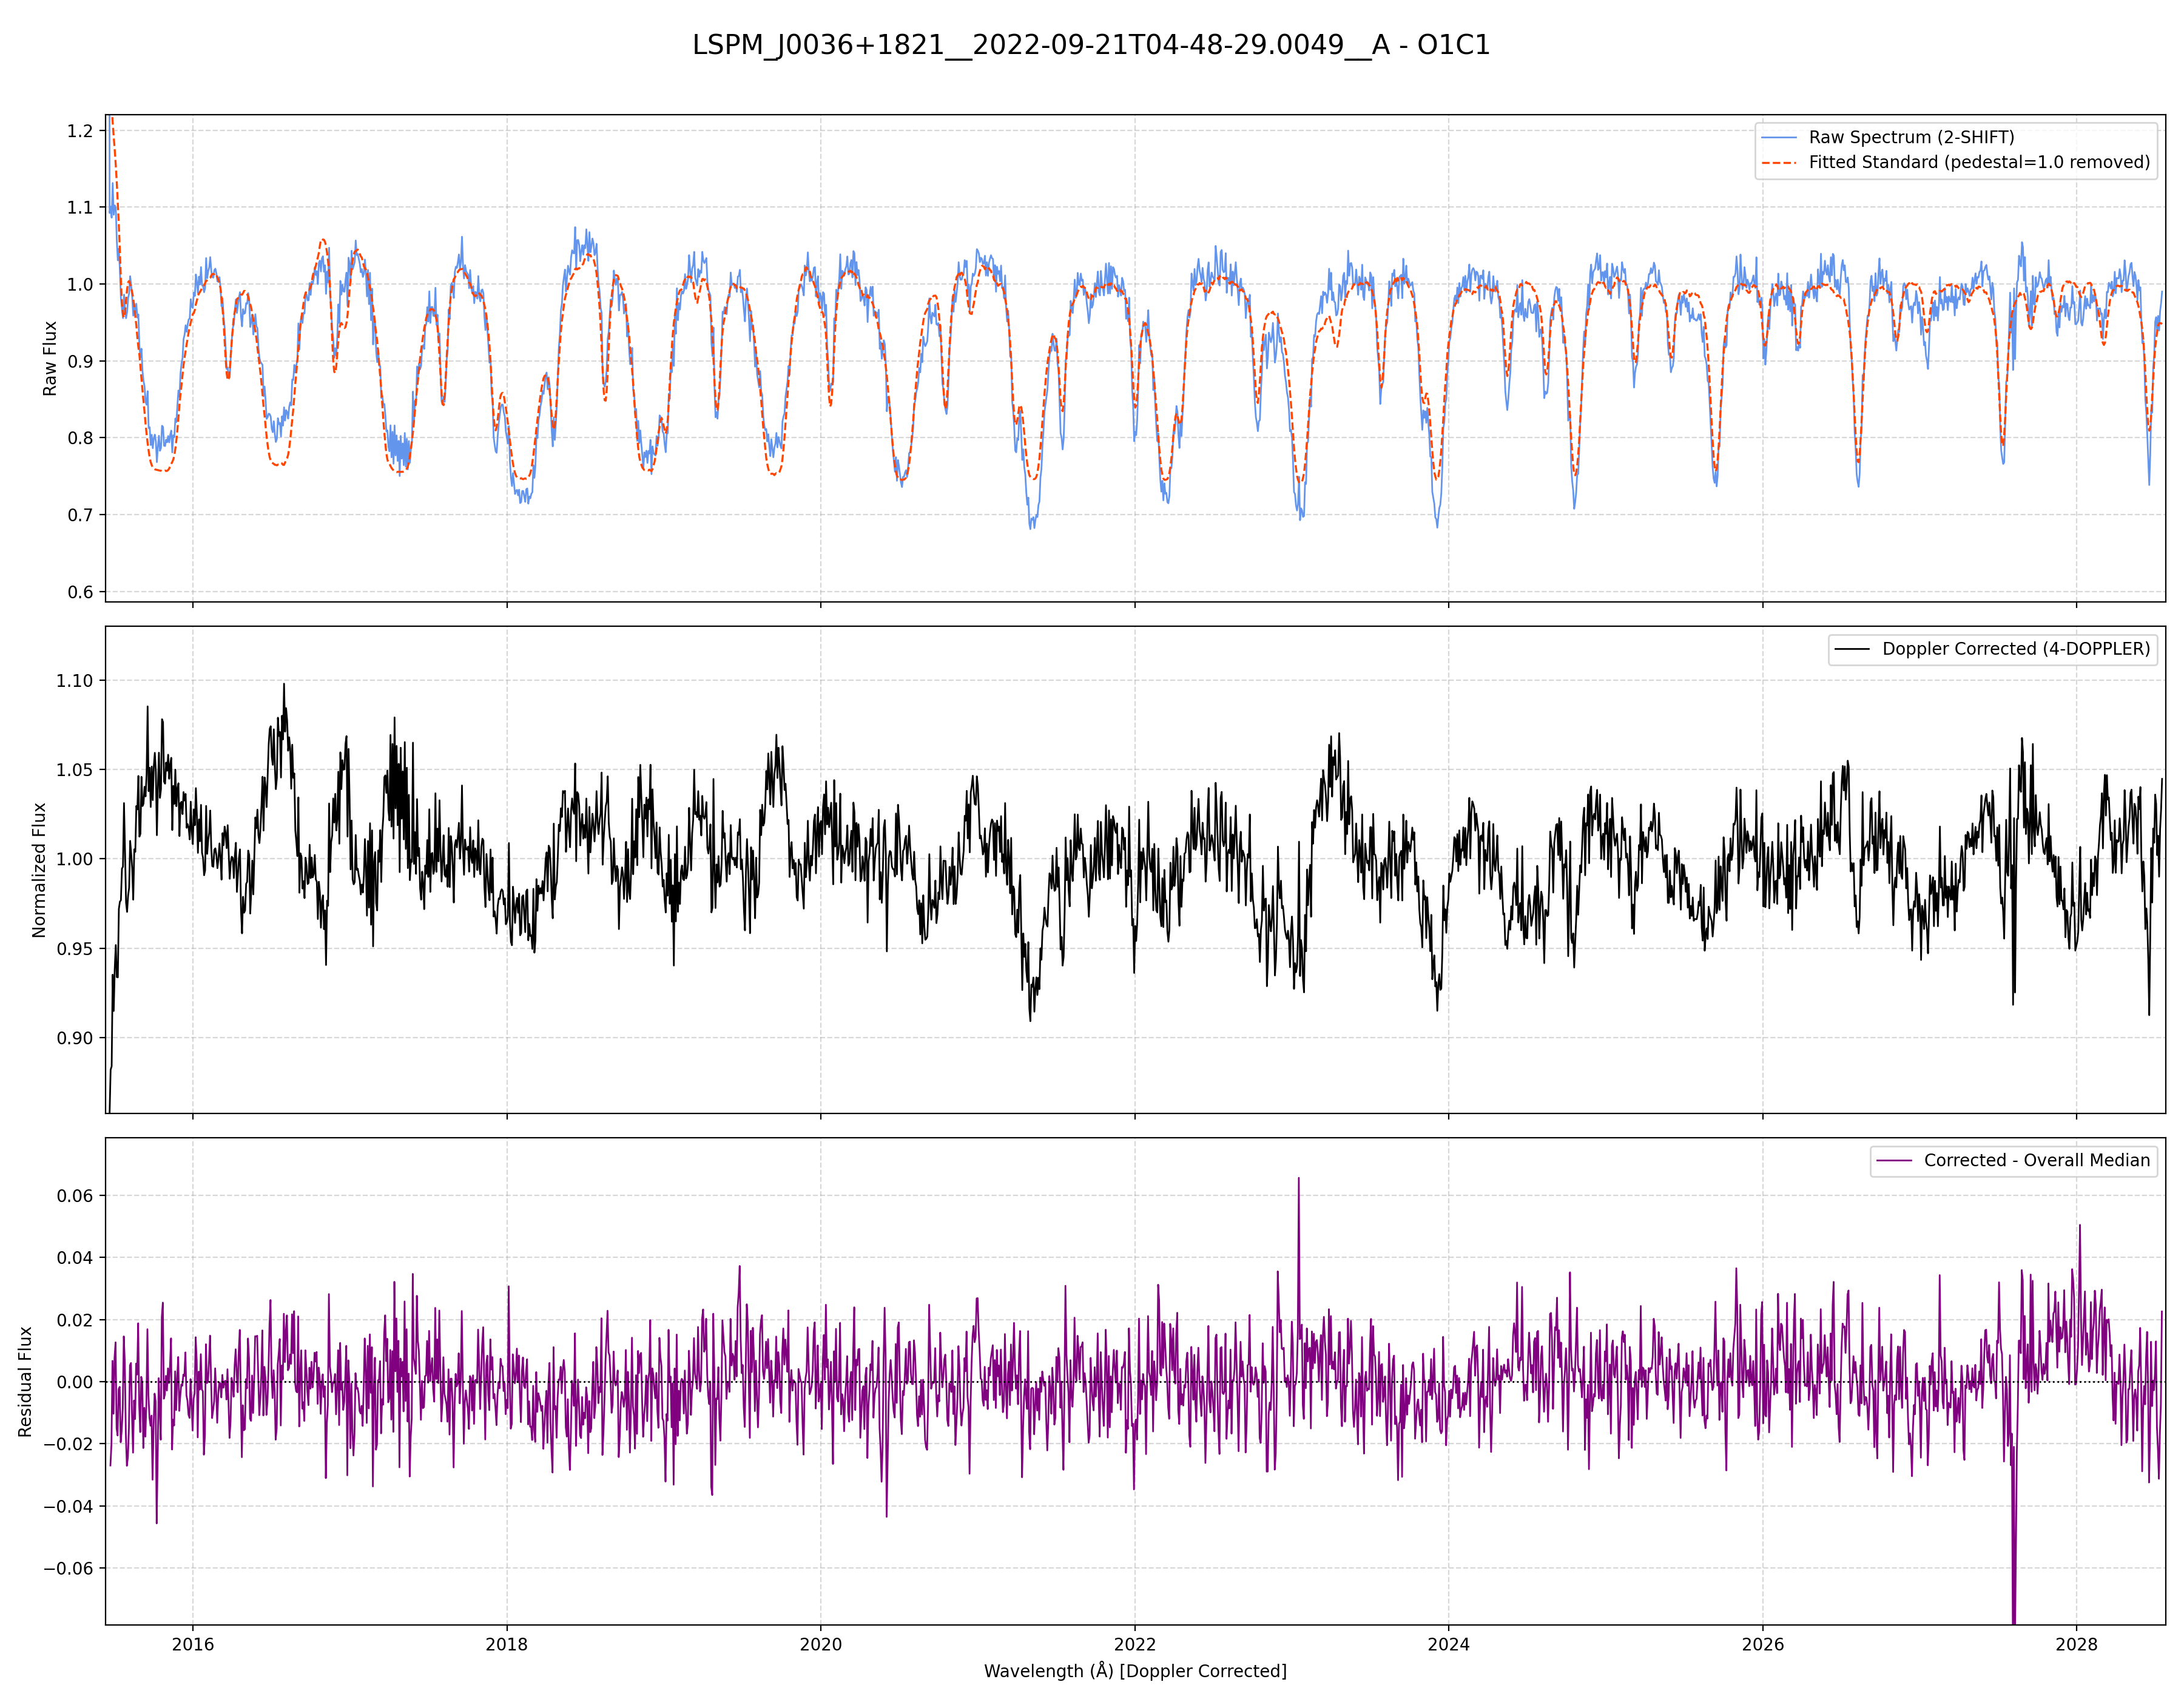 LSPM_J0036+1821__2022-09-21T04-48-29.0049__A - O1C1
Raw Spectrum (2-SHIFT)
Fitted Standard (pedestal=1.0 removed)
Raw Flux
1.2
1.1
1.0
0.9
0.8
0.7
0.6
Doppler Corrected (4-DOPPLER)
Normalized Flux
1.10
1.05
1.00
0.95
0.90
Corrected - Overall Median
Residual Flux
0.06
0.04
0.02
0.00
−0.02
−0.04
−0.06
2016 2018 2020 2022 2024 2026 2028
Wavelength (Å) [Doppler Corrected]